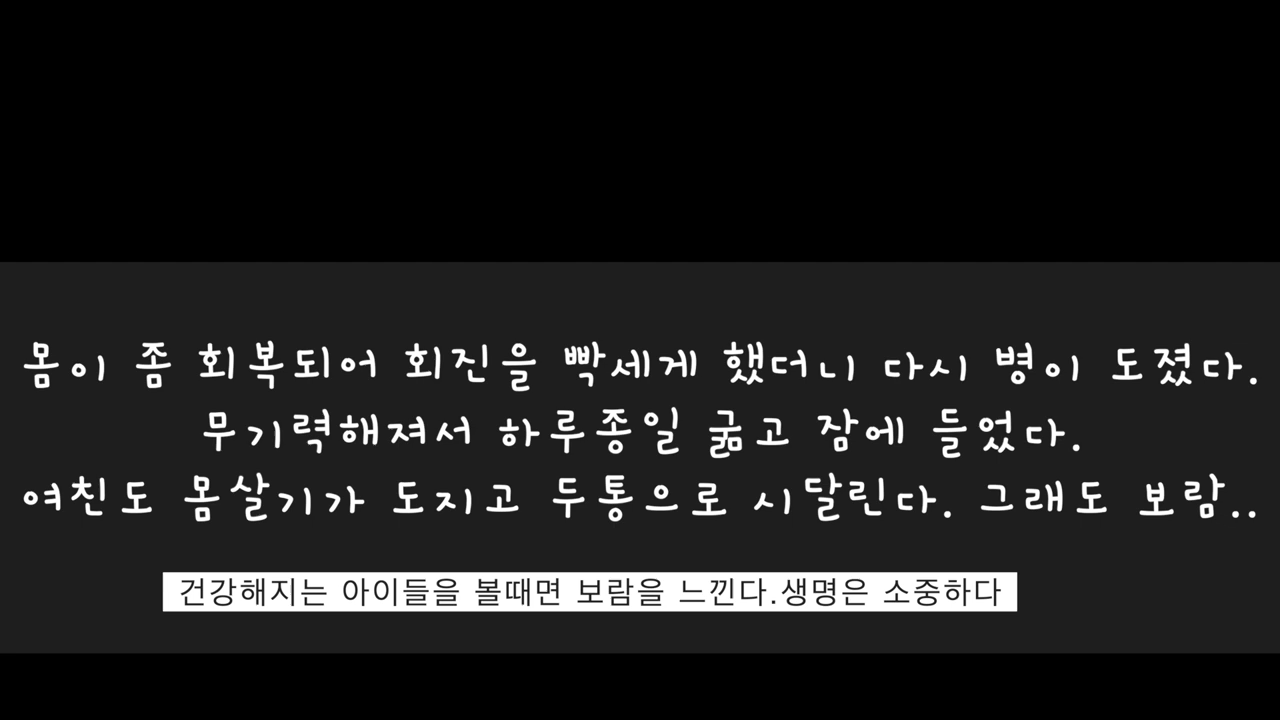 몸이 좀 회복되어 회진을 빡세게 했더니 다시 병이 도졌다.
무기력해져서 하루종일 굶고 잠에 들었다.
여친도 몸살기가 도지고 두통으로 시달린다. 그래도 보람..
건강해지는 아이들을 볼때면 보람을 느낀다.생명은 소중하다